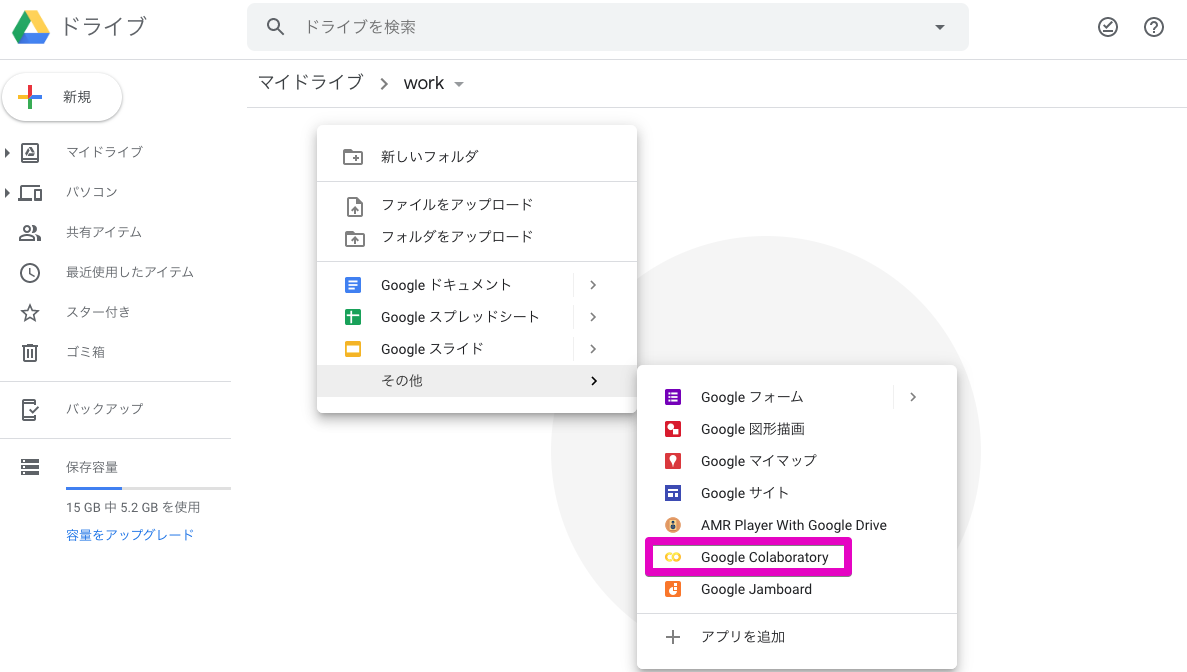 ドライブ
ドライブを検索
マイドライブ
work
新規
マイドライブ
パソコン
共有アイテム
最近使用したアイテム
スター付き
ゴミ箱
バックアップ
保存容量
15 GB 中 5.2 GB を使用
容量をアップグレード
新しいフォルダ
ファイルをアップロード
フォルダをアップロード
Google ドキュメント
Google スプレッドシート
Google スライド
その他
Google フォーム
Google 図形描画
Google マイマップ
Google サイト
AMR Player With Google Drive
Google Colaboratory
Google Jamboard
アプリを追加